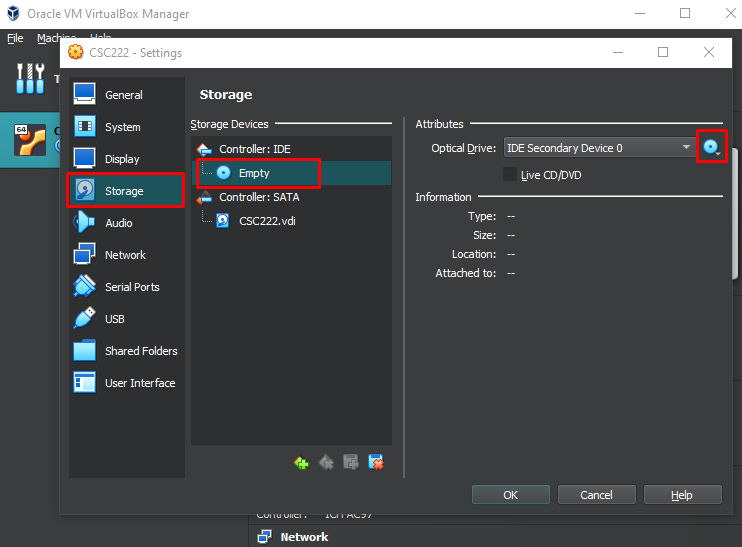 Oracle VM VirtualBox Manager
File Machine Help
CSC222 - Settings
General
System
Display
Storage
Audio
Network
Serial Ports
USB
Shared Folders
User Interface
Storage
Storage Devices
Controller: IDE
Empty
Controller: SATA
CSC222.vdi
Attributes
Optical Drive: IDE Secondary Device 0
Live CD/DVD
Information
Type: --
Size: --
Location: --
Attached to: --
OK Cancel Help
64
Controller: ICH AC97
Network